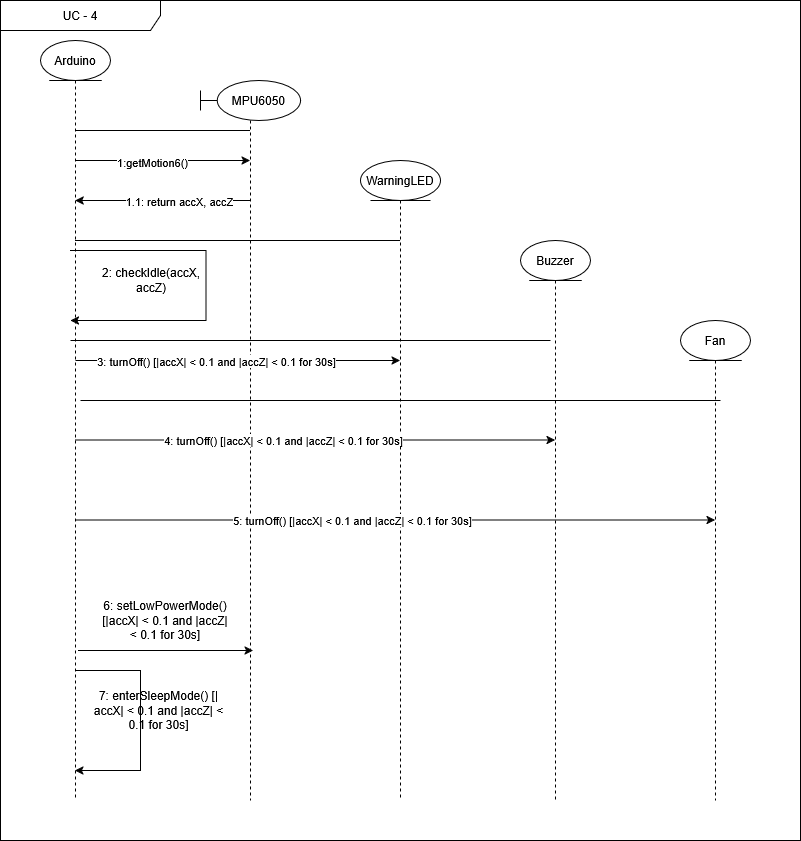 UC - 4
Arduino
MPU6050
1:getMotion6()
WarningLED
1.1: return accX, accZ
Buzzer
2: checkIdle(accX,
accZ)
Fan
3: turnOff() [|accX| < 0.1 and |accZ| < 0.1 for 30s]
4: turnOff() [|accX| < 0.1 and |accZ| < 0.1 for 30s]
5: turnOff() [|accX| < 0.1 and |accZ| < 0.1 for 30s]
6: setLowPowerMode()
[|accX| < 0.1 and |accZ|
< 0.1 for 30s]
7: enterSleepMode() [|
accX| < 0.1 and |accZ| <
0.1 for 30s]